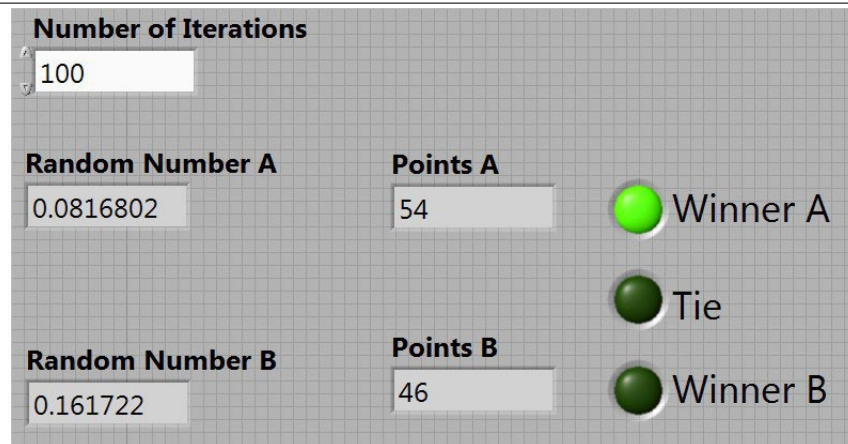 Number of Iterations
100
Random Number A
0.0816802
Points A
54
Winner A
Tie
Random Number B
0.161722
Points B
46
Winner B